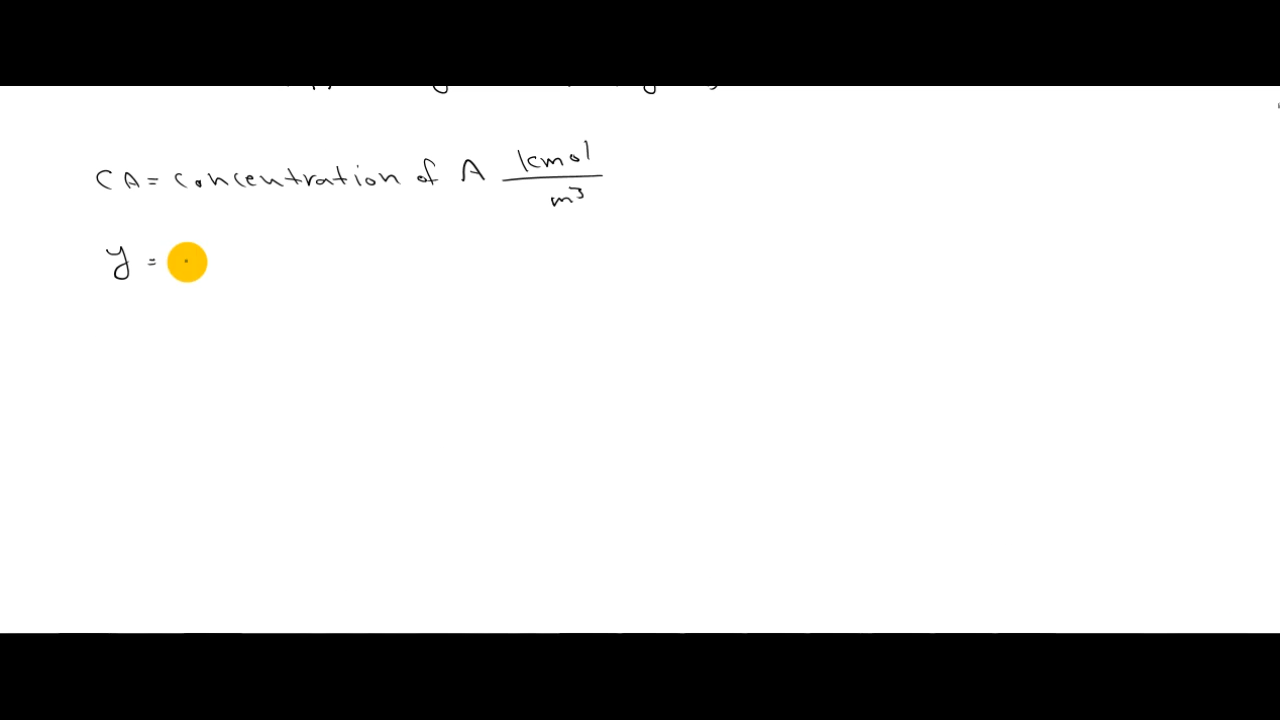 CA = concentration of A kmol/m³
y =